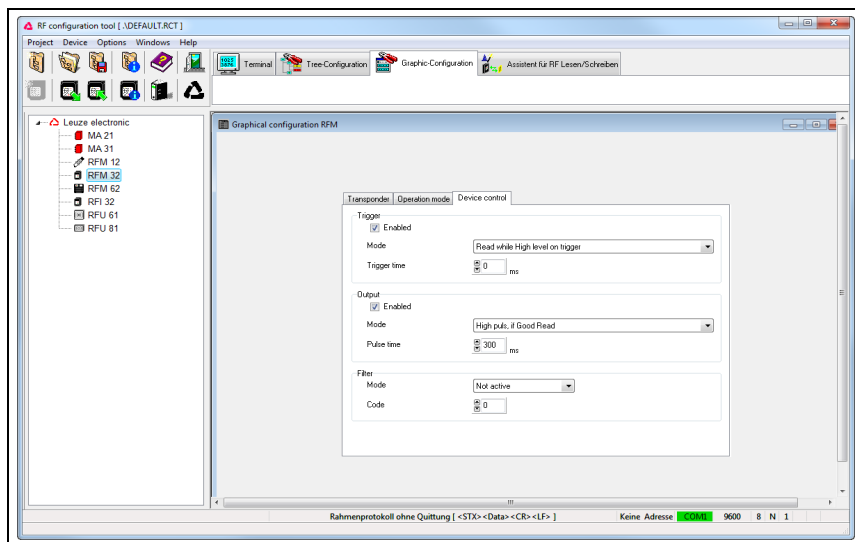 RF configuration tool [ .\DEFAULT.RCT ]
Project Device Options Windows Help
Terminal Tree-Configuration Graphic-Configuration Assistent für RF Lesen/Schreiben
Leuze electronic
MA 21
MA 31
RFM 12
RFM 32
RFM 62
RFI 32
RFU 61
RFU 81
Graphical configuration RFM
Transponder Operation mode Device control
Trigger
Enabled
Mode Read while High level on trigger
Trigger time 0 ms
Output
Enabled
Mode High puls, if Good Read
Pulse time 300 ms
Filter
Mode Not active
Code 0
Rahmenprotokoll ohne Quittung [ <STX><Data><CR><LF> ] Keine Adresse COM1 9600 8 N 1